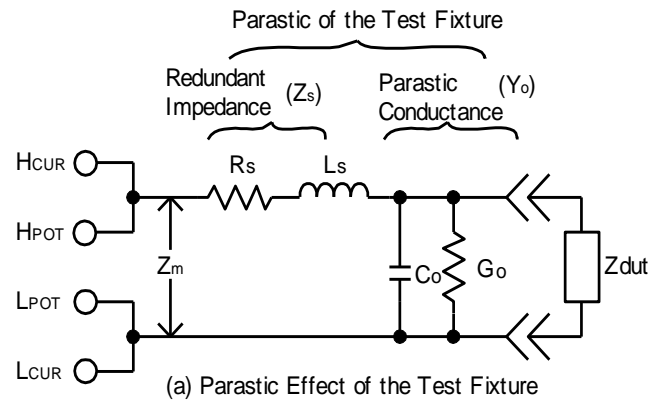 Parastic of the Test Fixture
Redundant
Impedance (Zs)
Parastic
Conductance (Yo)
HCUR
HPOT
LPOT
LCUR
Rs
Ls
Zm
Co
Go
Zdut
(a) Parastic Effect of the Test Fixture